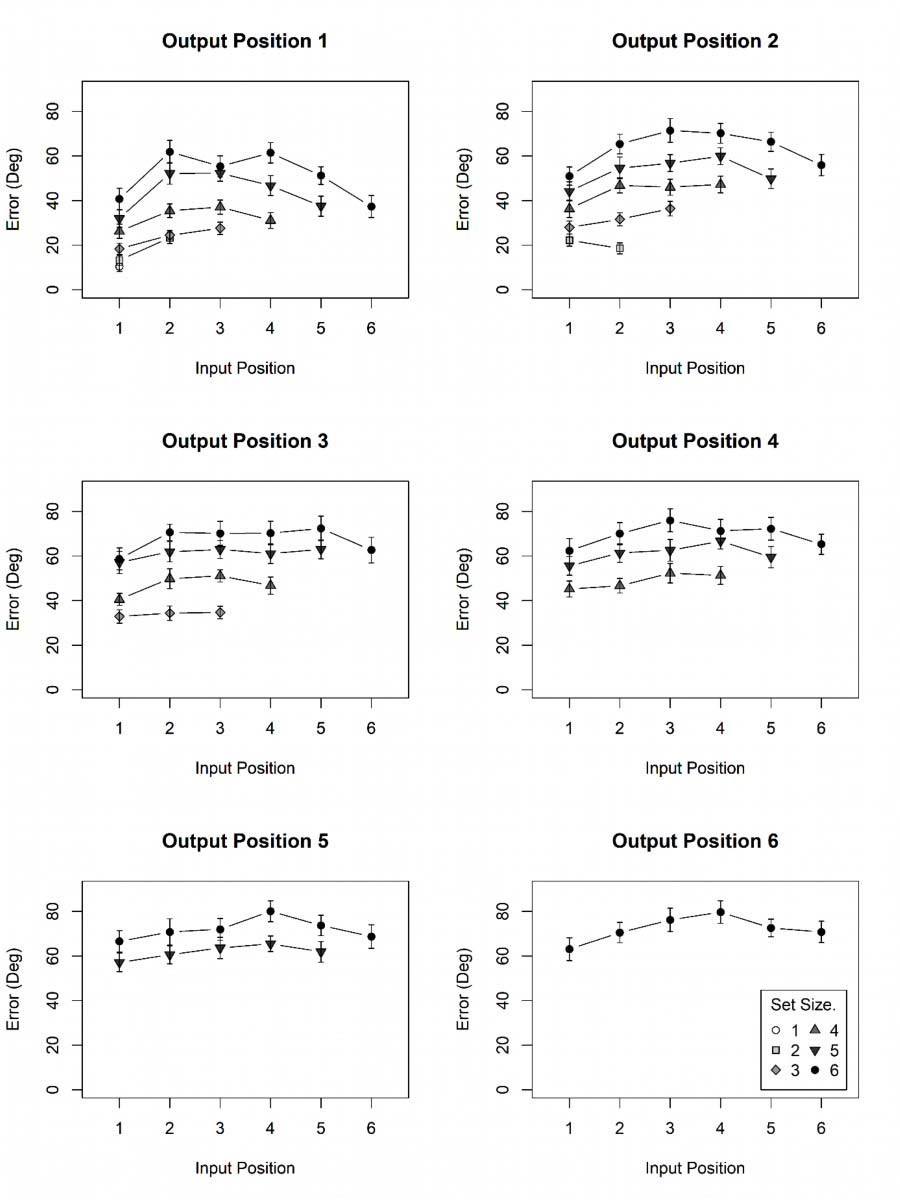 Output Position 1
Error (Deg)
80
60
40
20
0
1 2 3 4 5 6
Input Position
Output Position 2
Error (Deg)
80
60
40
20
0
1 2 3 4 5 6
Input Position
Output Position 3
Error (Deg)
80
60
40
20
0
1 2 3 4 5 6
Input Position
Output Position 4
Error (Deg)
80
60
40
20
0
1 2 3 4 5 6
Input Position
Output Position 5
Error (Deg)
80
60
40
20
0
1 2 3 4 5 6
Input Position
Output Position 6
Error (Deg)
80
60
40
20
0
Set Size.
1 4
2 5
3 6
1 2 3 4 5 6
Input Position